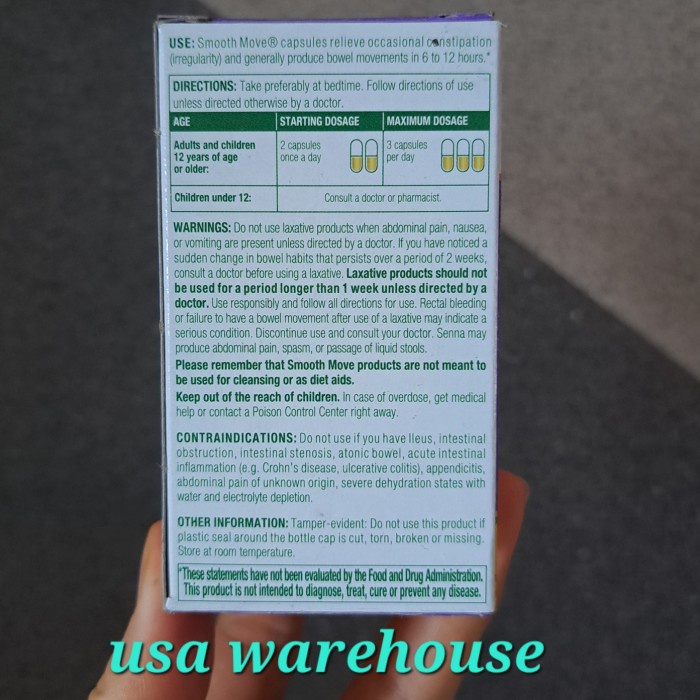 USE: Smooth Move® capsules relieve occasional constipation
(irregularity) and generally produce bowel movements in 6 to 12 hours.*
DIRECTIONS: Take preferably at bedtime. Follow directions of use
unless directed otherwise by a doctor.
AGE STARTING DOSAGE MAXIMUM DOSAGE
Adults and children
12 years of age
or older:
2 capsules
once a day
3 capsules
per day
Children under 12: Consult a doctor or pharmacist.
WARNINGS: Do not use laxative products when abdominal pain, nausea,
or vomiting are present unless directed by a doctor. If you have noticed a
sudden change in bowel habits that persists over a period of 2 weeks,
consult a doctor before using a laxative. Laxative products should not
be used for a period longer than 1 week unless directed by a
doctor. Use responsibly and follow all directions for use. Rectal bleeding
or failure to have a bowel movement after use of a laxative may indicate a
serious condition. Discontinue use and consult your doctor. Senna may
produce abdominal pain, spasm, or passage of liquid stools.
Please remember that Smooth Move products are not meant to
be used for cleansing or as diet aids.
Keep out of the reach of children. In case of overdose, get medical
help or contact a Poison Control Center right away.
CONTRAINDICATIONS: Do not use if you have Ileus, intestinal
obstruction, intestinal stenosis, atonic bowel, acute intestinal
inflammation (e.g. Crohn's disease, ulcerative colitis), appendicitis,
abdominal pain of unknown origin, severe dehydration states with
water and electrolyte depletion.
OTHER INFORMATION: Tamper-evident: Do not use this product if
plastic seal around the bottle cap is cut, torn, broken or missing.
Store at room temperature.
*These statements have not been evaluated by the Food and Drug Administration.
This product is not intended to diagnose, treat, cure or prevent any disease.
usa warehouse